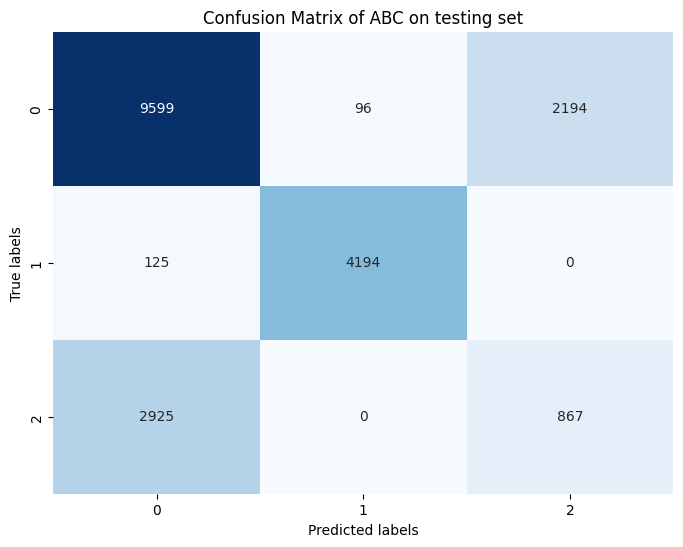 Confusion Matrix of ABC on testing set
0 9599 96 2194
True labels
1 125 4194 0
2 2925 0 867
0 1 2
Predicted labels